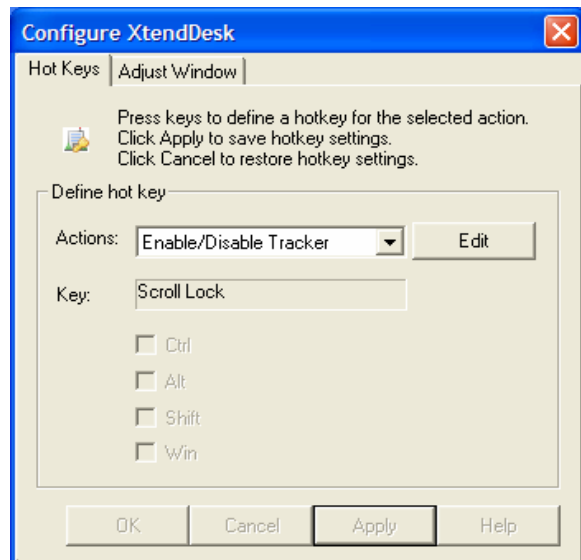 Configure XtendDesk
Hot Keys
Adjust Window
Press keys to define a hotkey for the selected action.
Click Apply to save hotkey settings.
Click Cancel to restore hotkey settings.
Define hot key
Actions: Enable/Disable Tracker Edit
Key: Scroll Lock
Ctrl
Alt
Shift
Win
OK Cancel Apply Help